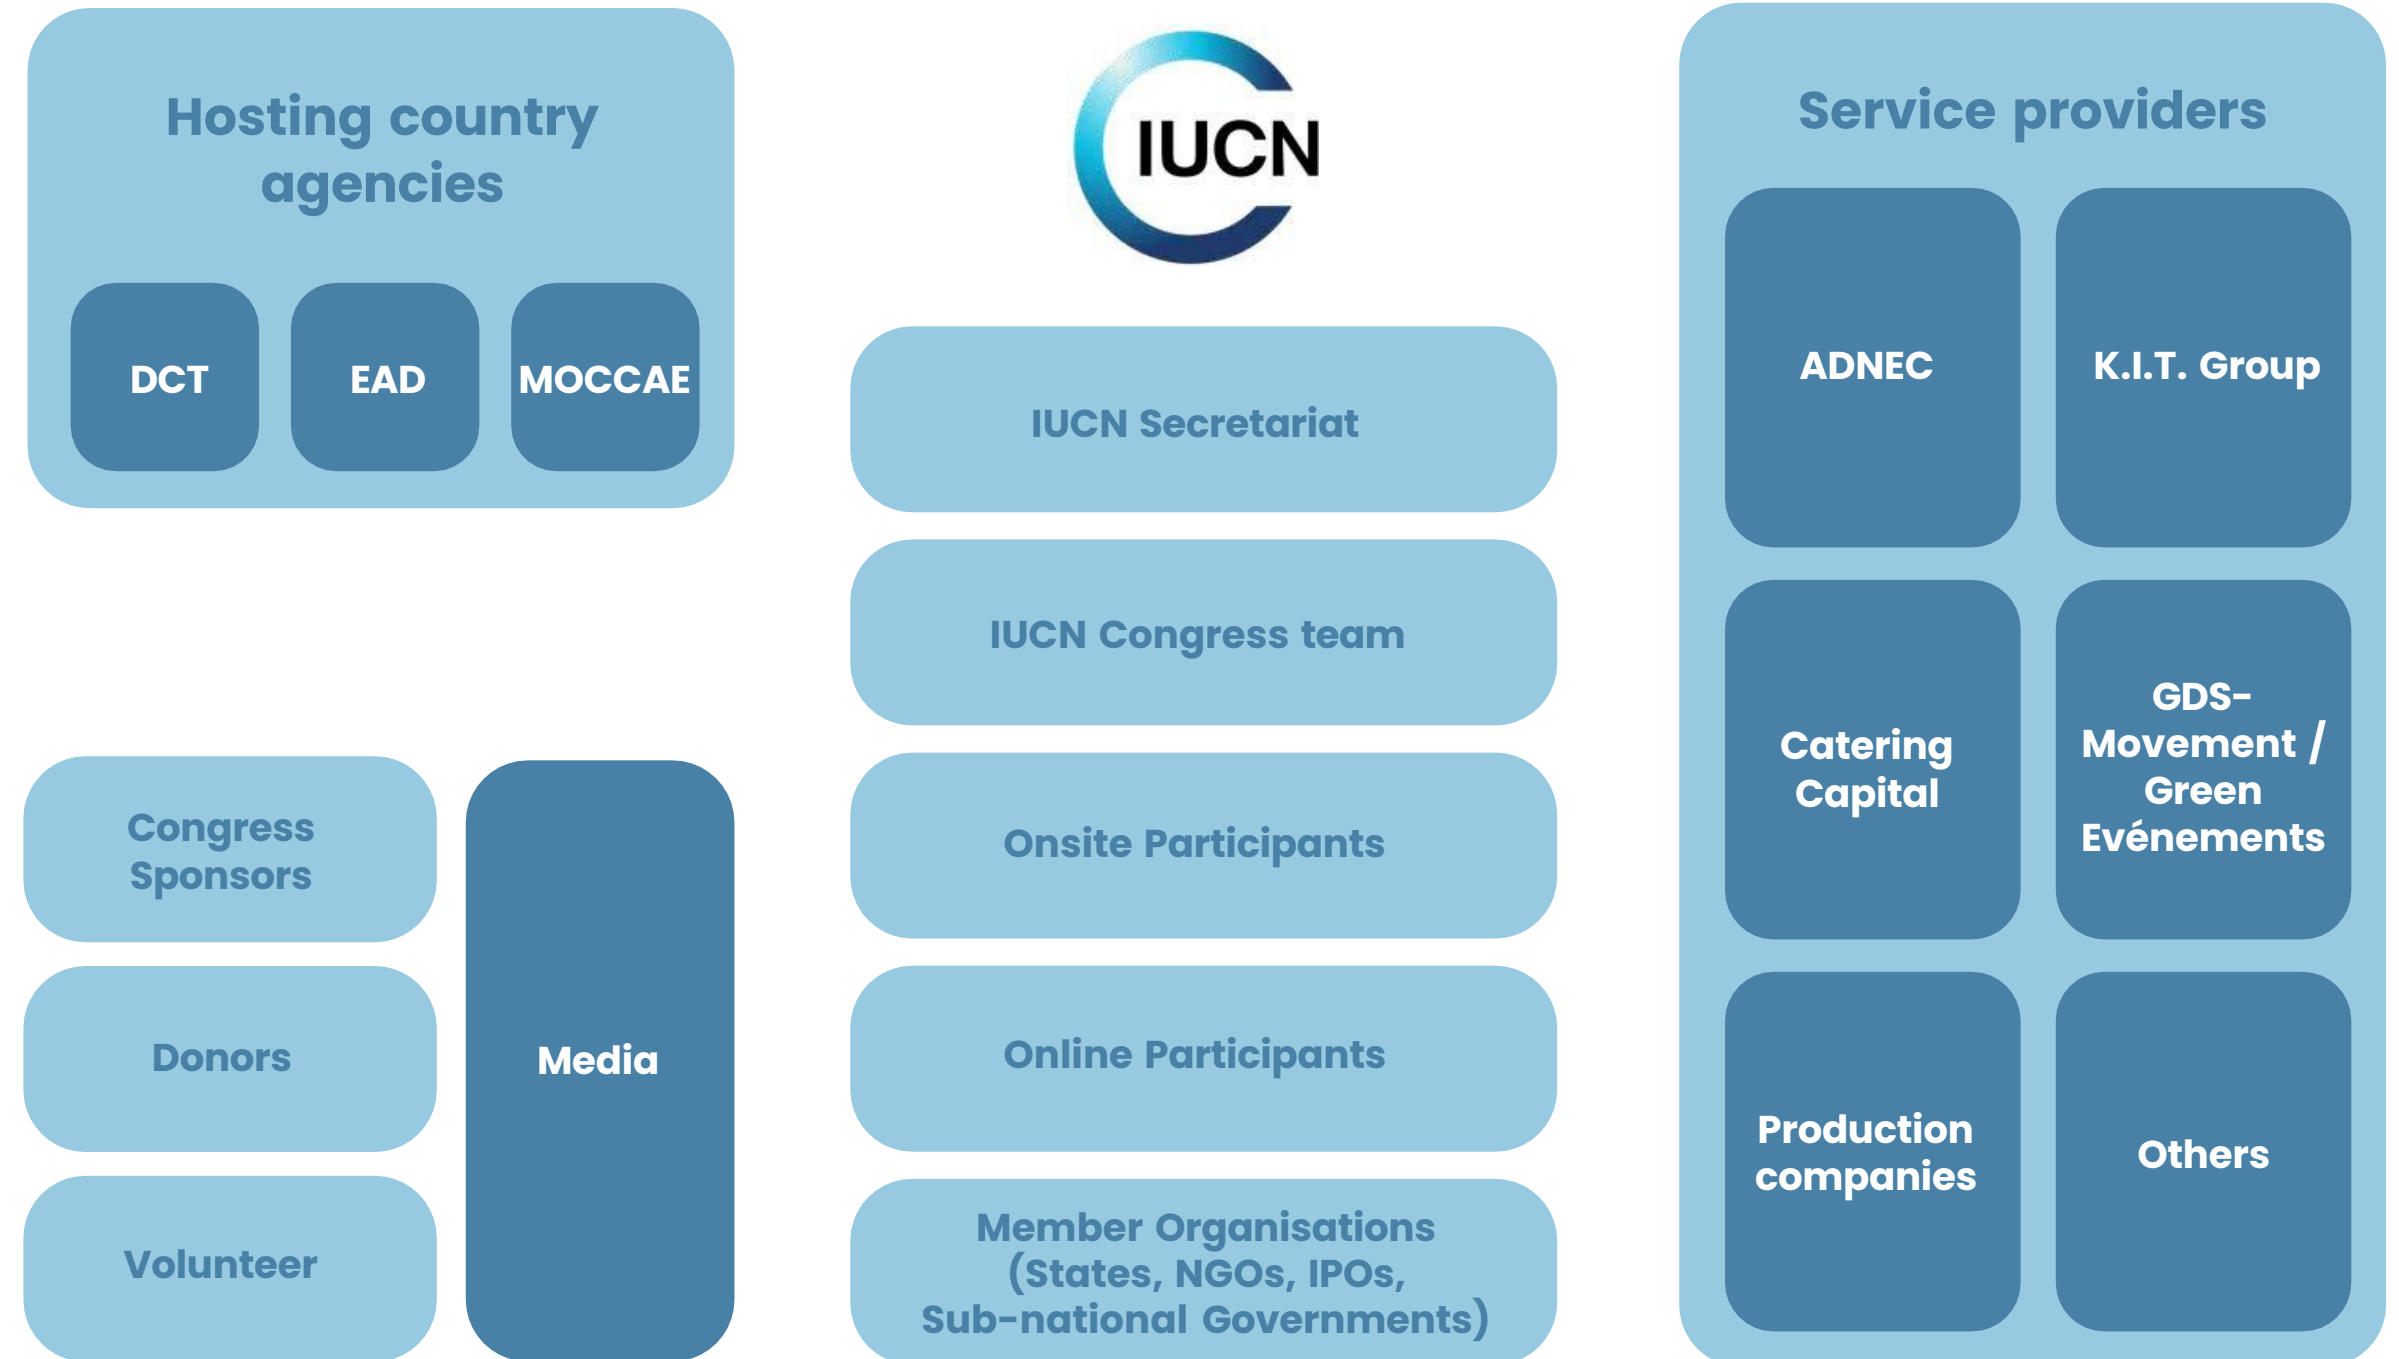 Hosting country
agencies
DCT
EAD
MOCCAE
Congress
Sponsors
Donors
Volunteer
Media
IUCN
IUCN Secretariat
IUCN Congress team
Onsite Participants
Online Participants
Member Organisations
(States, NGOs, IPOs,
Sub-national Governments)
Service providers
ADNEC
K.I.T. Group
Catering
Capital
GDS-
Movement /
Green
Evénements
Production
companies
Others